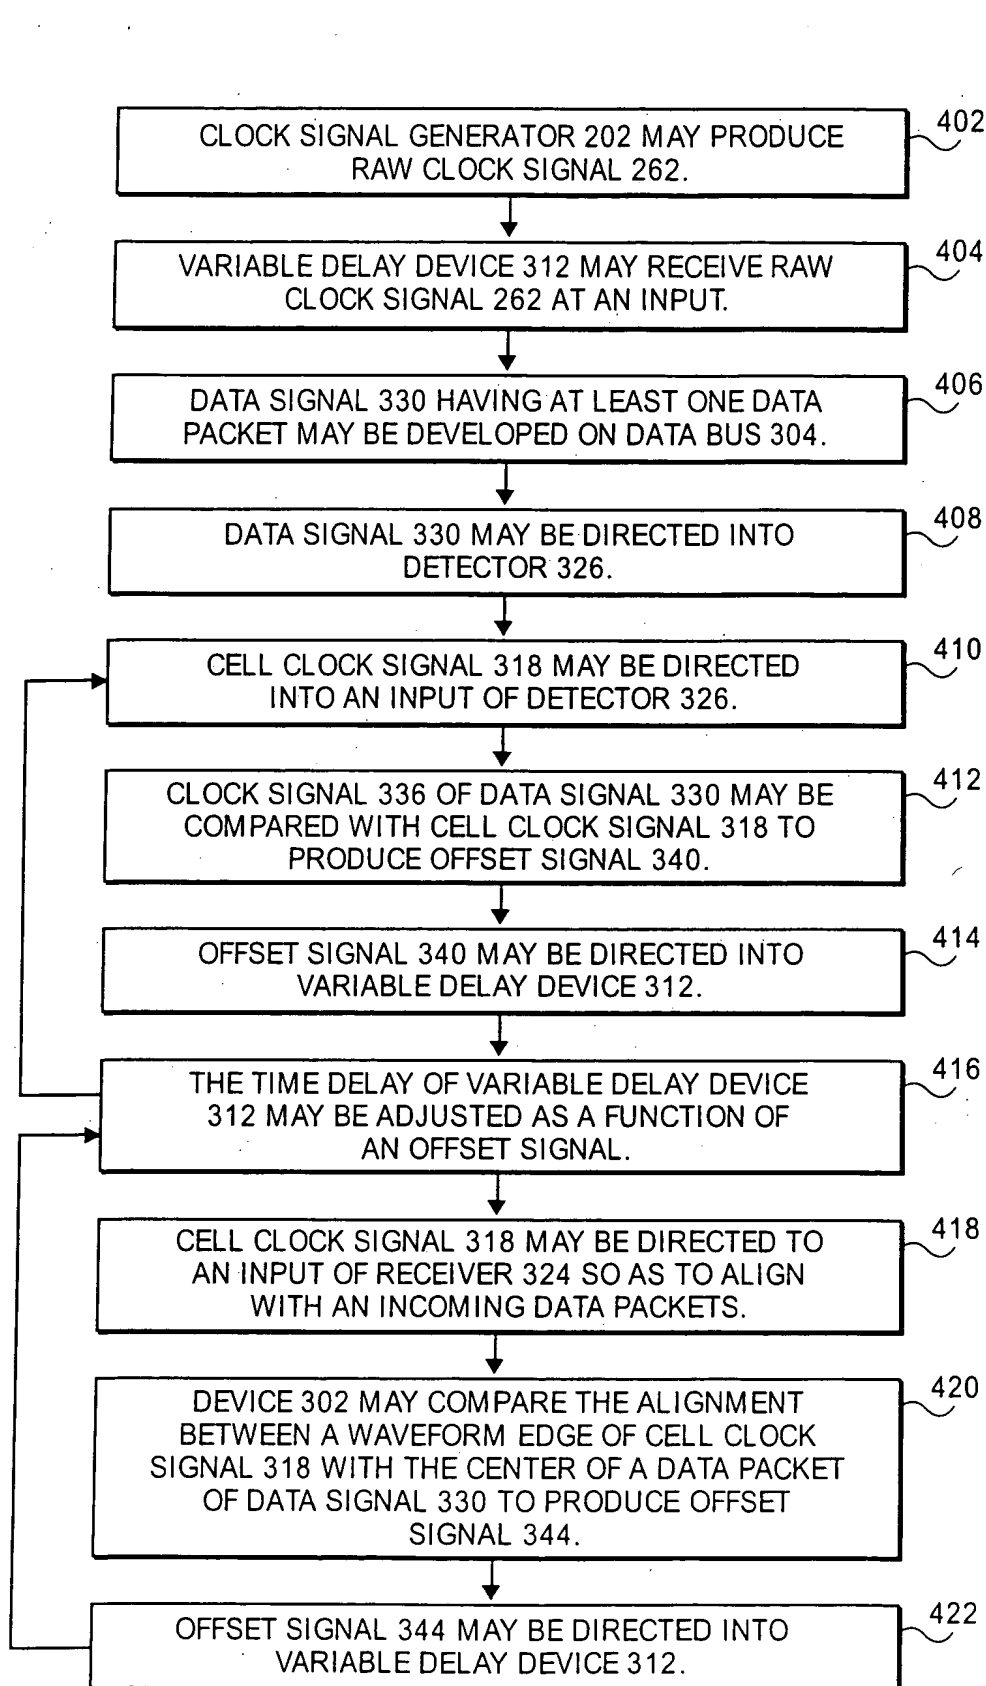 402
CLOCK SIGNAL GENERATOR 202 MAY PRODUCE
RAW CLOCK SIGNAL 262.
404
VARIABLE DELAY DEVICE 312 MAY RECEIVE RAW
CLOCK SIGNAL 262 AT AN INPUT.
406
DATA SIGNAL 330 HAVING AT LEAST ONE DATA
PACKET MAY BE DEVELOPED ON DATA BUS 304.
408
DATA SIGNAL 330 MAY BE DIRECTED INTO
DETECTOR 326.
410
CELL CLOCK SIGNAL 318 MAY BE DIRECTED
INTO AN INPUT OF DETECTOR 326.
412
CLOCK SIGNAL 336 OF DATA SIGNAL 330 MAY BE
COMPARED WITH CELL CLOCK SIGNAL 318 TO
PRODUCE OFFSET SIGNAL 340.
414
OFFSET SIGNAL 340 MAY BE DIRECTED INTO
VARIABLE DELAY DEVICE 312.
416
THE TIME DELAY OF VARIABLE DELAY DEVICE
312 MAY BE ADJUSTED AS A FUNCTION OF
AN OFFSET SIGNAL.
418
CELL CLOCK SIGNAL 318 MAY BE DIRECTED TO
AN INPUT OF RECEIVER 324 SO AS TO ALIGN
WITH AN INCOMING DATA PACKETS.
420
DEVICE 302 MAY COMPARE THE ALIGNMENT
BETWEEN A WAVEFORM EDGE OF CELL CLOCK
SIGNAL 318 WITH THE CENTER OF A DATA PACKET
OF DATA SIGNAL 330 TO PRODUCE OFFSET
SIGNAL 344.
422
OFFSET SIGNAL 344 MAY BE DIRECTED INTO
VARIABLE DELAY DEVICE 312.